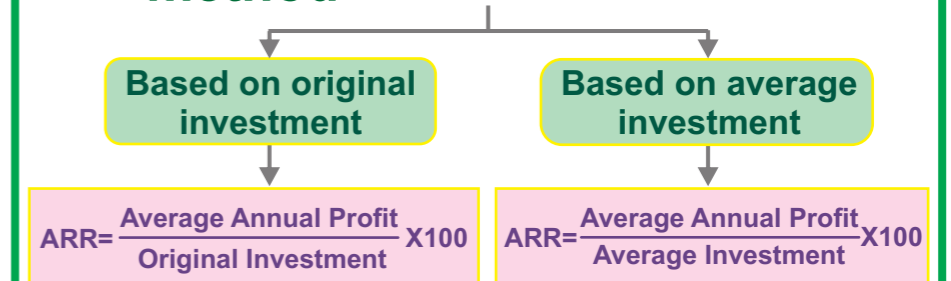 Based on original
investment
Based on average
investment
ARR= Average Annual Profit X100
Original Investment
ARR= Average Annual Profit X100
Average Investment